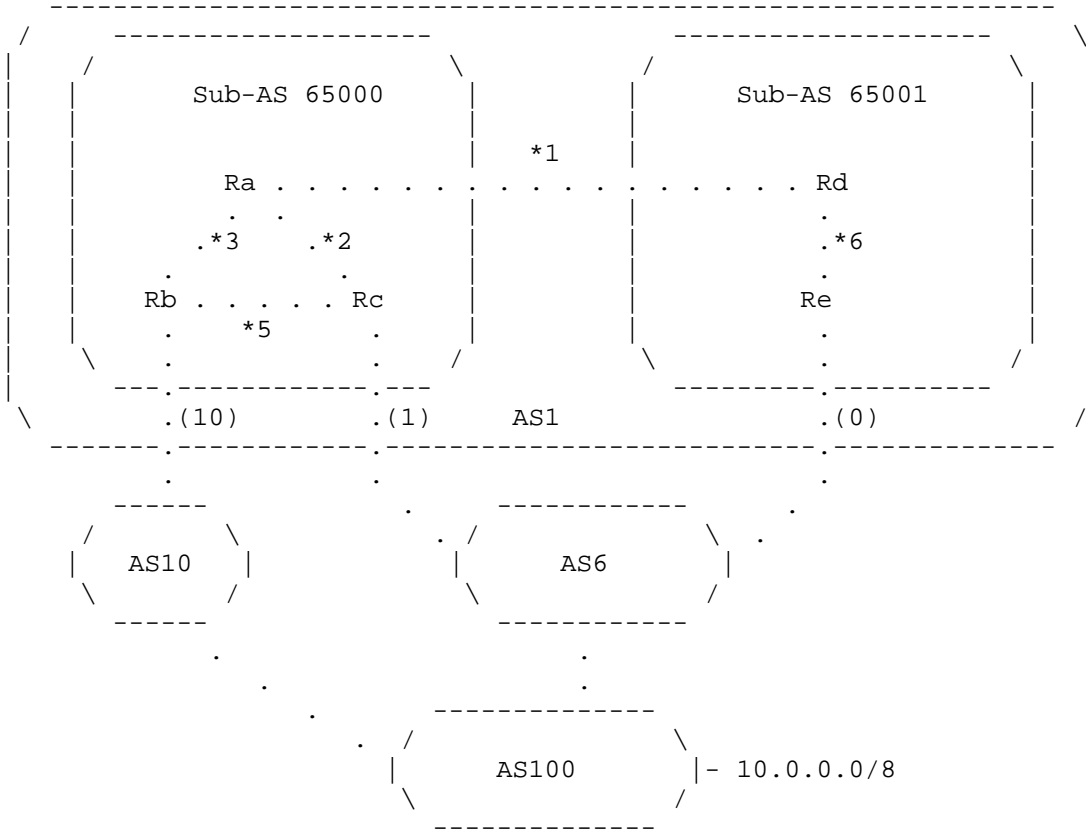 Sub-AS 65000 Sub-AS 65001
*1
Ra Rd
*3 *2 *6
Rb Rc Re
*5
(10) (1) AS1 (0)
AS10 AS6
AS100 10.0.0.0/8